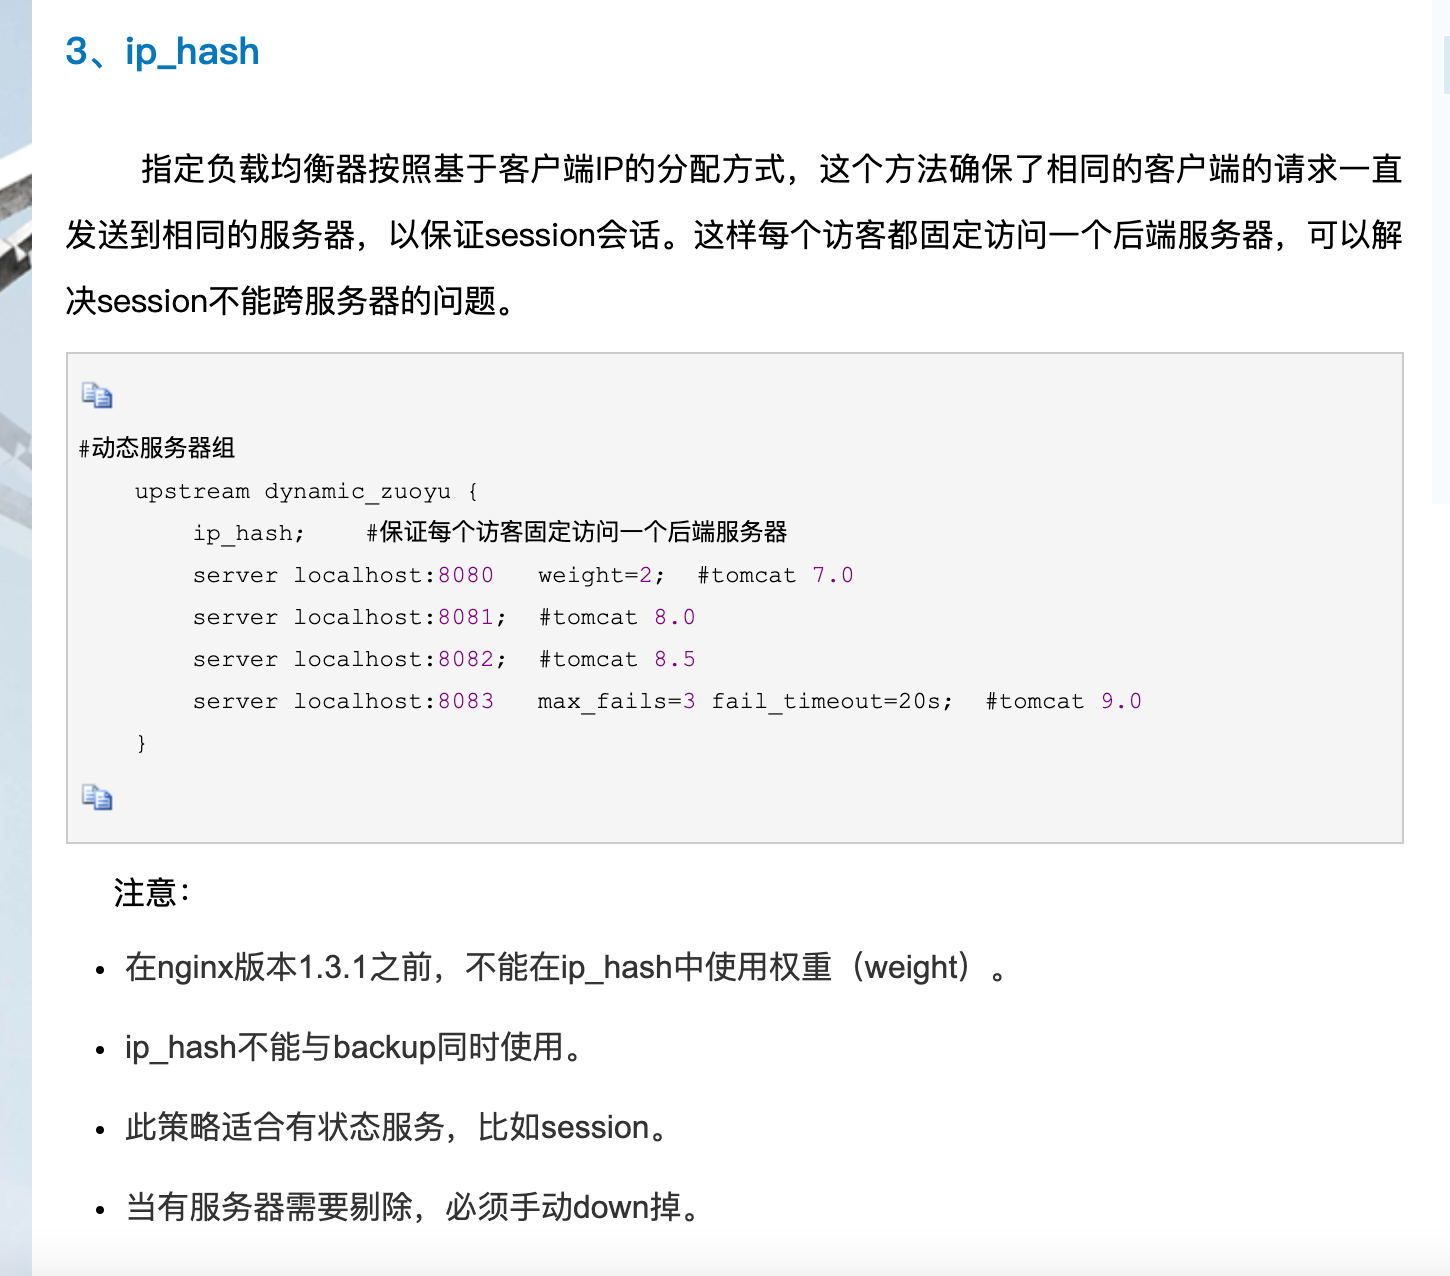 3、ip_hash
指定负载均衡器按照基于客户端IP的分配方式，这个方法确保了相同的客户端的请求一直
发送到相同的服务器，以保证session会话。这样每个访客都固定访问一个后端服务器，可以解
决session不能跨服务器的问题。
#动态服务器组
upstream dynamic_zuoyu {
ip_hash;    #保证每个访客固定访问一个后端服务器
server localhost:8080   weight=2;  #tomcat 7.0
server localhost:8081;  #tomcat 8.0
server localhost:8082;  #tomcat 8.5
server localhost:8083   max_fails=3 fail_timeout=20s;  #tomcat 9.0
}
注意：
• 在nginx版本1.3.1之前，不能在ip_hash中使用权重（weight）。
• ip_hash不能与backup同时使用。
• 此策略适合有状态服务，比如session。
• 当有服务器需要剔除，必须手动down掉。